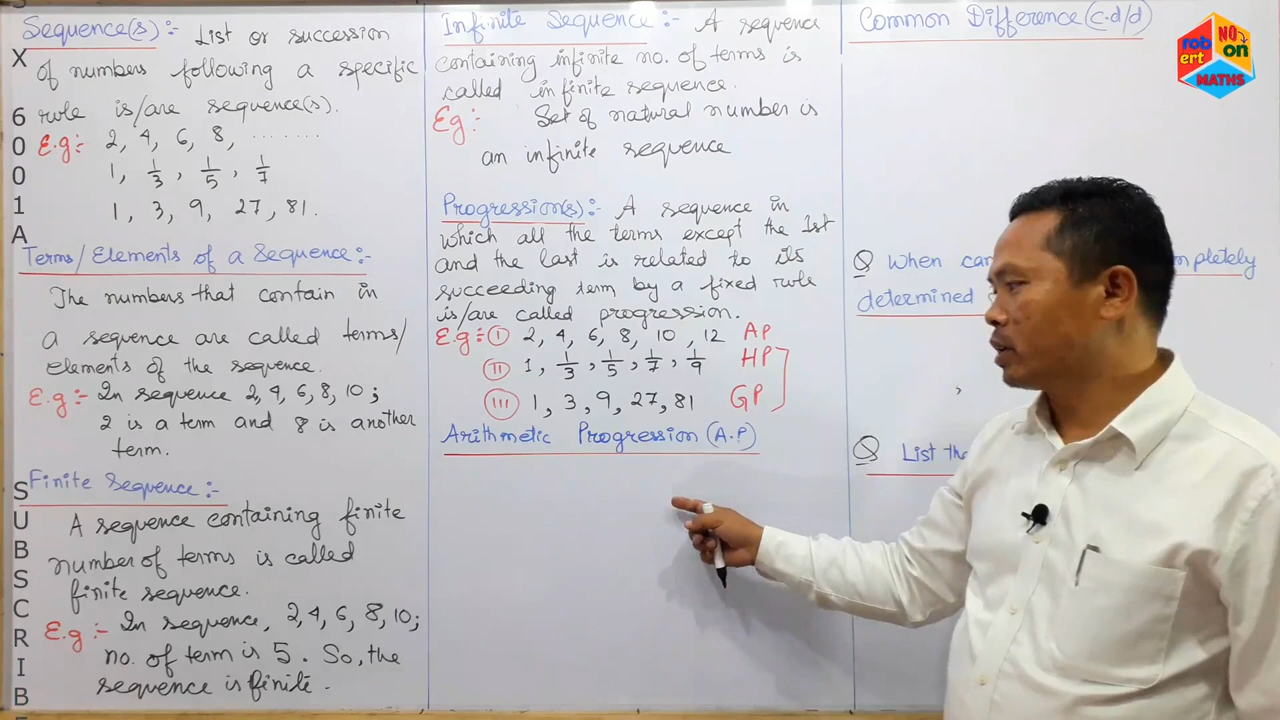 X
6
0
0
1
A
S
U
B
S
C
R
I
B
Sequence(s) :-
List or succession
of numbers following a specific
rule is/are sequence(s).
E.g :- 2, 4, 6, 8, ........
1, 1/3, 1/5, 1/7
1, 3, 9, 27, 81.
Terms/Elements of a Sequence:-
The numbers that contain in
a sequence are called terms/
elements of the sequence.
E.g :- In sequence 2, 4, 6, 8, 10;
2 is a term and 8 is another
term.
Finite Sequence :-
A sequence containing finite
number of terms is called
finite sequence.
E.g :- In sequence, 2, 4, 6, 8, 10;
no. of term is 5. So, the
sequence is finite.
Infinite Sequence :- A sequence
containing infinite no. of terms is
called infinite sequence.
Eg :- Set of natural number is
an infinite sequence
Progression(s) :- A sequence in
which all the terms except the 1st
and the last is related to its
succeeding term by a fixed rule
is/are called progression.
E.g :- (I) 2, 4, 6, 8, 10, 12 AP
(II) 1, 1/3, 1/5, 1/7, 1/9 HP
(III) 1, 3, 9, 27, 81 GP
Arithmetic Progression (A.P)
Common Difference (c.d/d)
Q When can
determined
Q List the
rob
ert
NO
on
MATHS